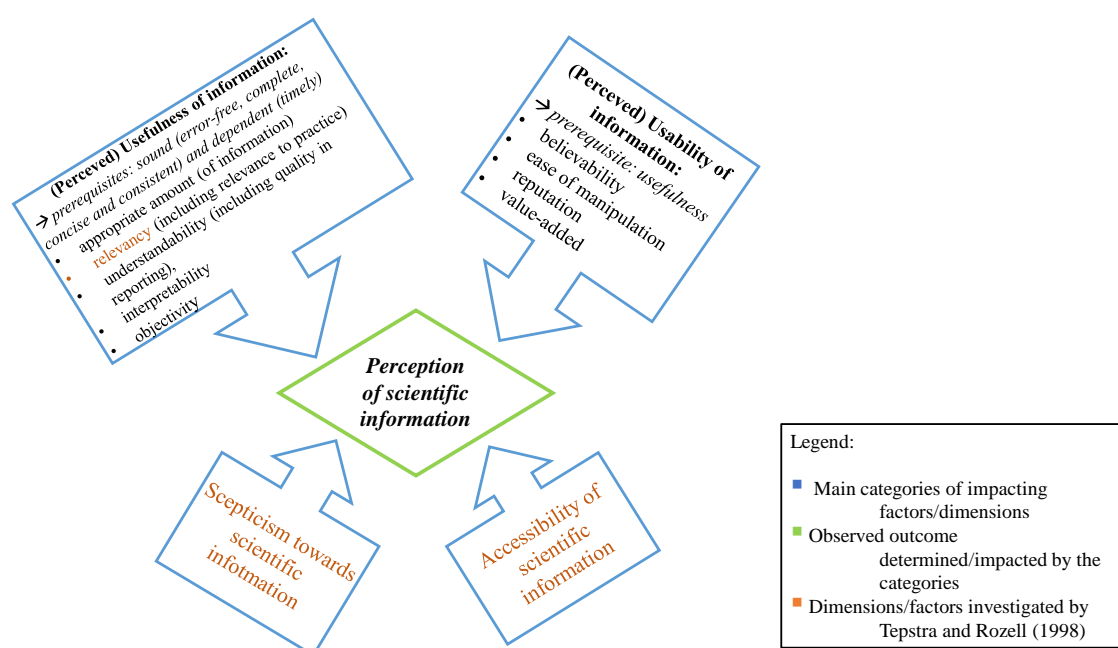 (Perceved) Usefulness of information:
→ prerequisites: sound (error-free, complete,
concise and consistent) and dependent (timely)
• appropriate amount (of information)
• relevancy (including relevance to practice)
• understandability (including quality in
reporting),
• interpretability
• objectivity
(Perceved) Usability of
information:
→ prerequisite: usefulness
• believability
• ease of manipulation
• reputation
• value-added
Perception
of scientific
information
Scepticism towards
scientific
infotmation
Accessibility of
scientific
information
Legend:
Main categories of impacting
factors/dimensions
Observed outcome
determined/impacted by the
categories
Dimensions/factors investigated by
Tepstra and Rozell (1998)